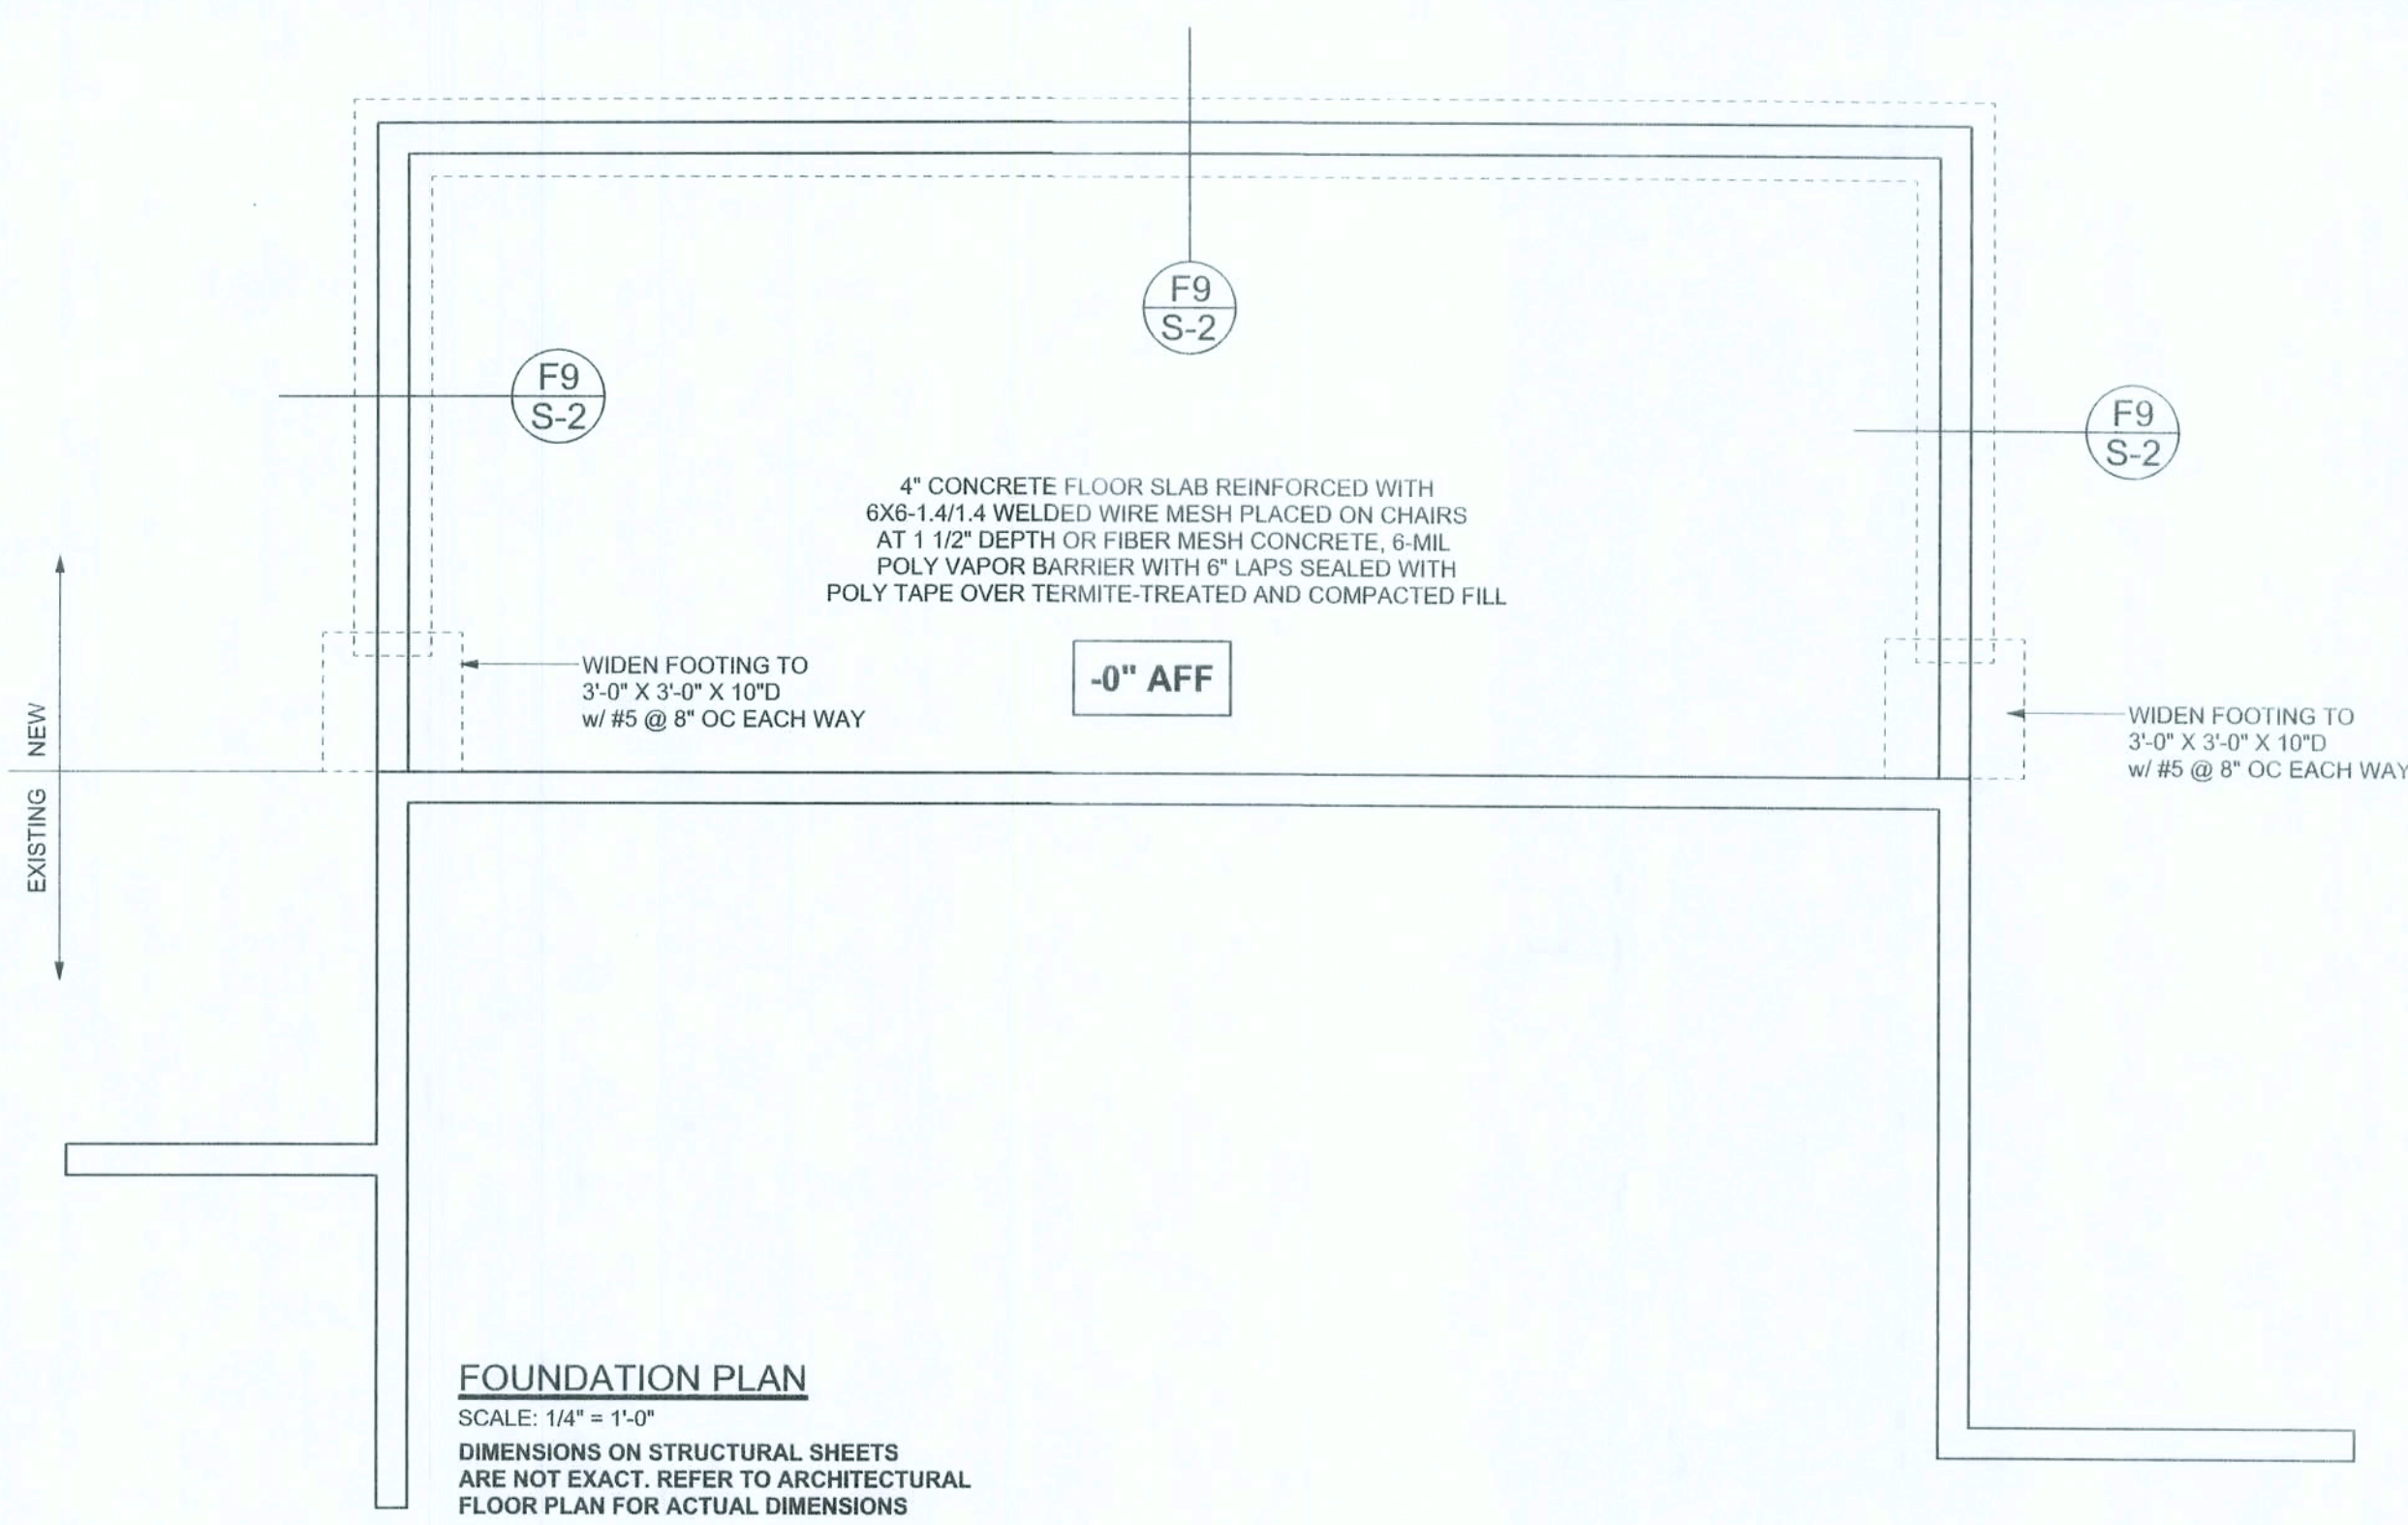 F9
S-2
F9
S-2
F9
S-2
4" CONCRETE FLOOR SLAB REINFORCED WITH
6X6-1.4/1.4 WELDED WIRE MESH PLACED ON CHAIRS
AT 1 1/2" DEPTH OR FIBER MESH CONCRETE, 6-MIL
POLY VAPOR BARRIER WITH 6" LAPS SEALED WITH
POLY TAPE OVER TERMITE-TREATED AND COMPACTED FILL
-0" AFF
WIDEN FOOTING TO
3'-0" X 3'-0" X 10"D
w/ #5 @ 8" OC EACH WAY
WIDEN FOOTING TO
3'-0" X 3'-0" X 10"D
w/ #5 @ 8" OC EACH WAY
NEW
EXISTING
FOUNDATION PLAN
SCALE: 1/4" = 1'-0"
DIMENSIONS ON STRUCTURAL SHEETS
ARE NOT EXACT. REFER TO ARCHITECTURAL
FLOOR PLAN FOR ACTUAL DIMENSIONS